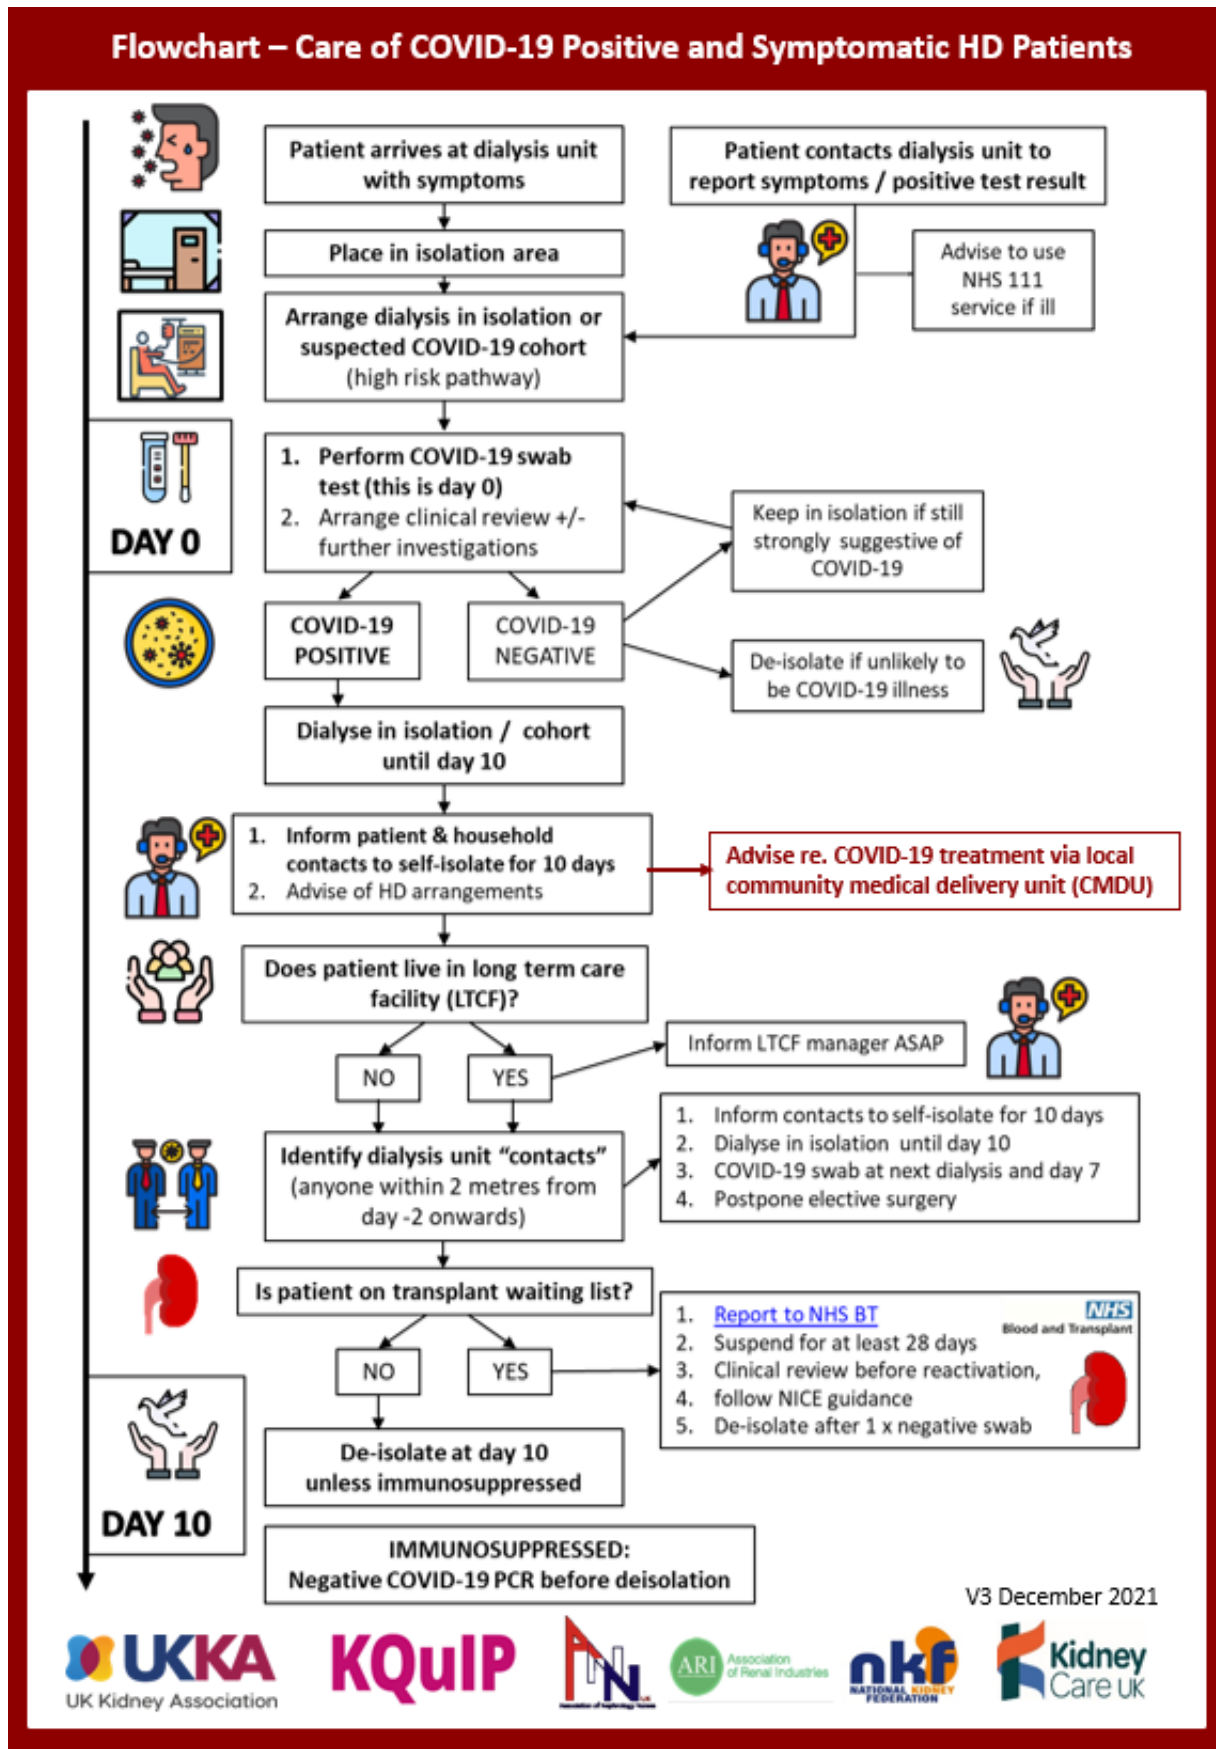 Flowchart – Care of COVID-19 Positive and Symptomatic HD Patients
Patient arrives at dialysis unit
with symptoms
Patient contacts dialysis unit to
report symptoms / positive test result
Place in isolation area
Advise to use
NHS 111
service if ill
Arrange dialysis in isolation or
suspected COVID-19 cohort
(high risk pathway)
DAY 0
1. Perform COVID-19 swab
test (this is day 0)
2. Arrange clinical review +/-
further investigations
Keep in isolation if still
strongly suggestive of
COVID-19
COVID-19
POSITIVE
COVID-19
NEGATIVE
De-isolate if unlikely to
be COVID-19 illness
Dialyse in isolation / cohort
until day 10
1. Inform patient & household
contacts to self-isolate for 10 days
2. Advise of HD arrangements
Advise re. COVID-19 treatment via local
community medical delivery unit (CMDU)
Does patient live in long term care
facility (LTCF)?
NO
YES
Inform LTCF manager ASAP
Identify dialysis unit “contacts”
(anyone within 2 metres from
day -2 onwards)
1. Inform contacts to self-isolate for 10 days
2. Dialyse in isolation until day 10
3. COVID-19 swab at next dialysis and day 7
4. Postpone elective surgery
Is patient on transplant waiting list?
NO
YES
1. Report to NHS BT
2. Suspend for at least 28 days
3. Clinical review before reactivation,
4. follow NICE guidance
5. De-isolate after 1 x negative swab
NHS
Blood and Transplant
De-isolate at day 10
unless immunosuppressed
DAY 10
IMMUNOSUPPRESSED:
Negative COVID-19 PCR before deisolation
V3 December 2021
UKKA
UK Kidney Association
KQuIP
ANN UK
Association of Nephrology Nurses
ARI
Association
of Renal Industries
nkf
NATIONAL KIDNEY
FEDERATION
Kidney
Care UK